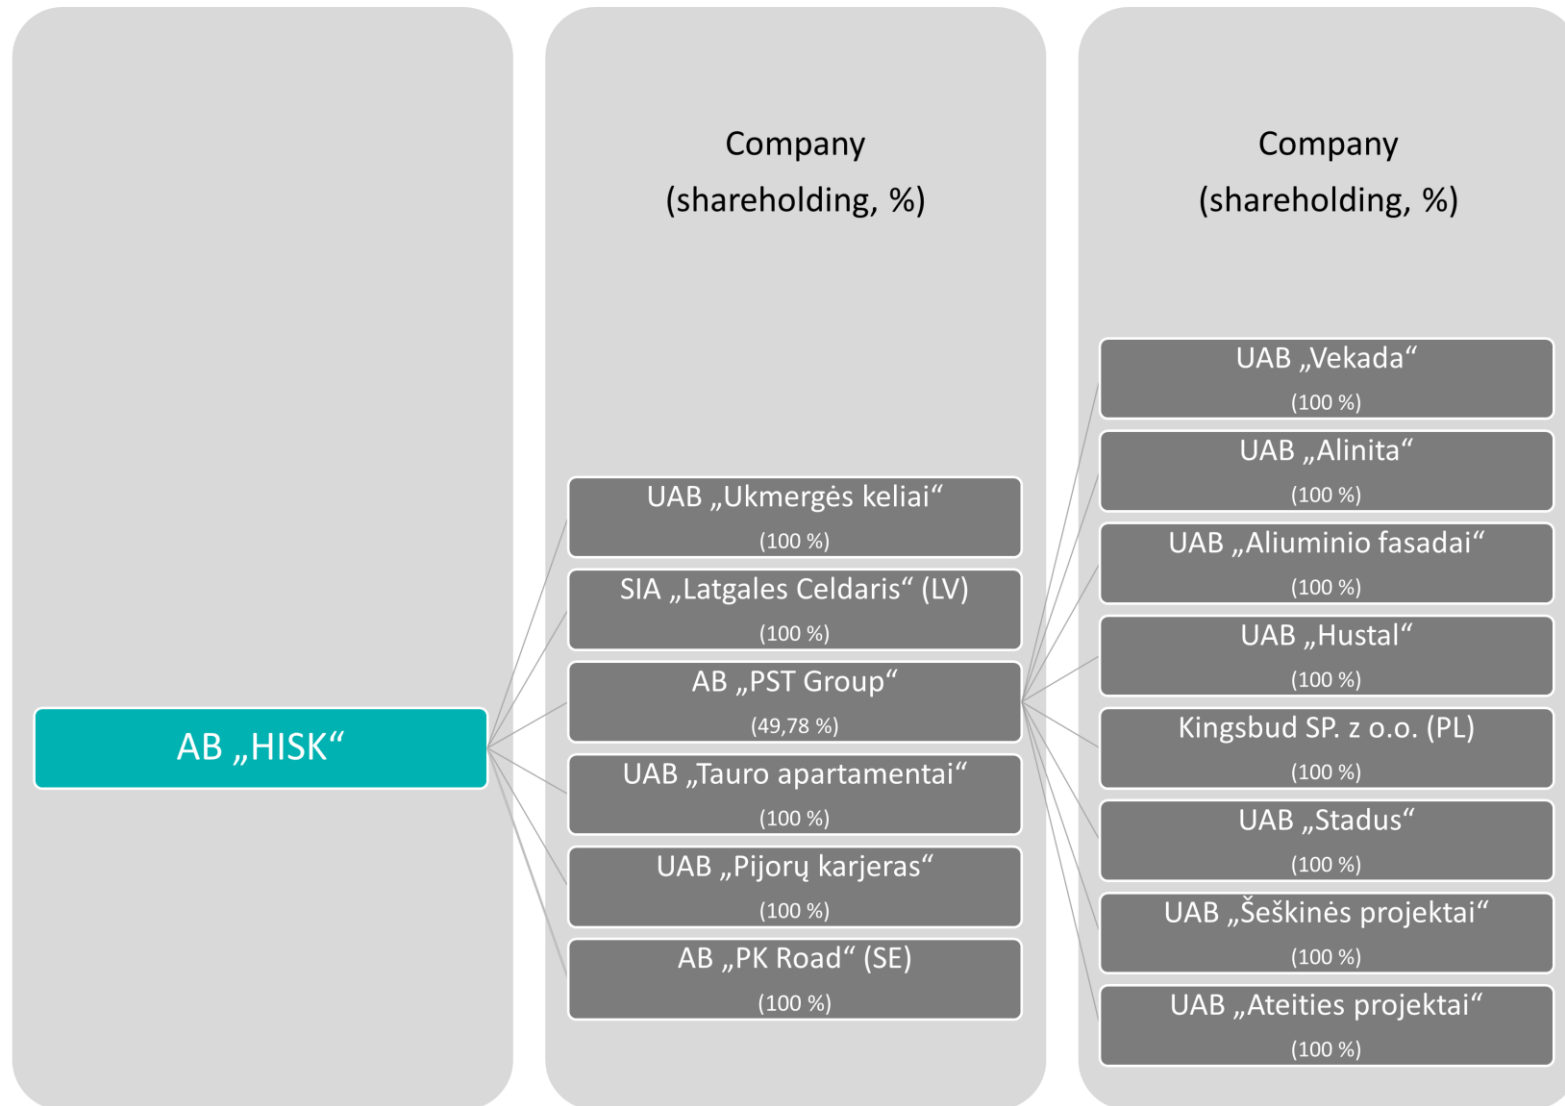 AB „HISK“
Company
(shareholding, %)
UAB „Ukmergės keliai“
(100 %)
SIA „Latgales Celdaris“ (LV)
(100 %)
AB „PST Group“
(49,78 %)
UAB „Tauro apartamentai“
(100 %)
UAB „Pijorų karjeras“
(100 %)
AB „PK Road“ (SE)
(100 %)
Company
(shareholding, %)
UAB „Vekada“
(100 %)
UAB „Alinita“
(100 %)
UAB „Aliuminio fasadai“
(100 %)
UAB „Hustal“
(100 %)
Kingsbud SP. z o.o. (PL)
(100 %)
UAB „Stadus“
(100 %)
UAB „Šeškinės projektai“
(100 %)
UAB „Ateities projektai“
(100 %)